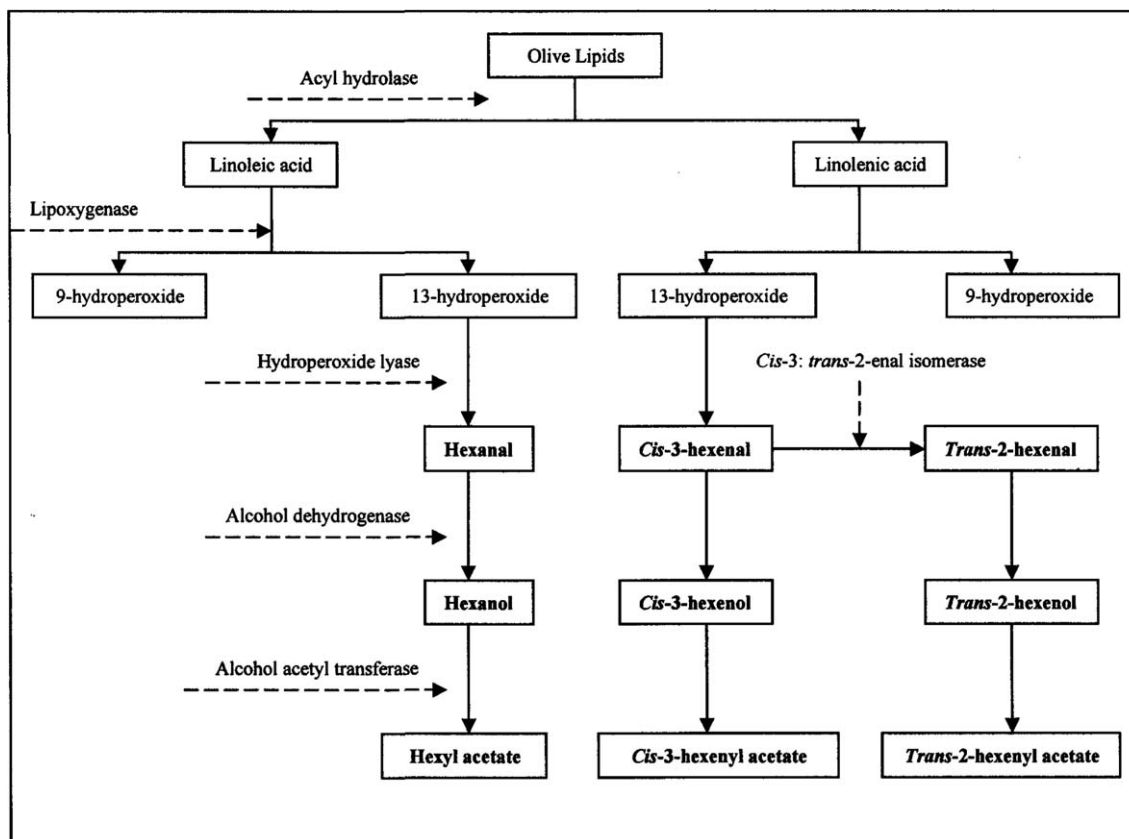 Olive Lipids
Acyl hydrolase
Linoleic acid
Linolenic acid
Lipoxygenase
9-hydroperoxide
13-hydroperoxide
13-hydroperoxide
9-hydroperoxide
Hydroperoxide lyase
Cis-3: trans-2-enal isomerase
Hexanal
Cis-3-hexenal
Trans-2-hexenal
Alcohol dehydrogenase
Hexanol
Cis-3-hexenol
Trans-2-hexenol
Alcohol acetyl transferase
Hexyl acetate
Cis-3-hexenyl acetate
Trans-2-hexenyl acetate